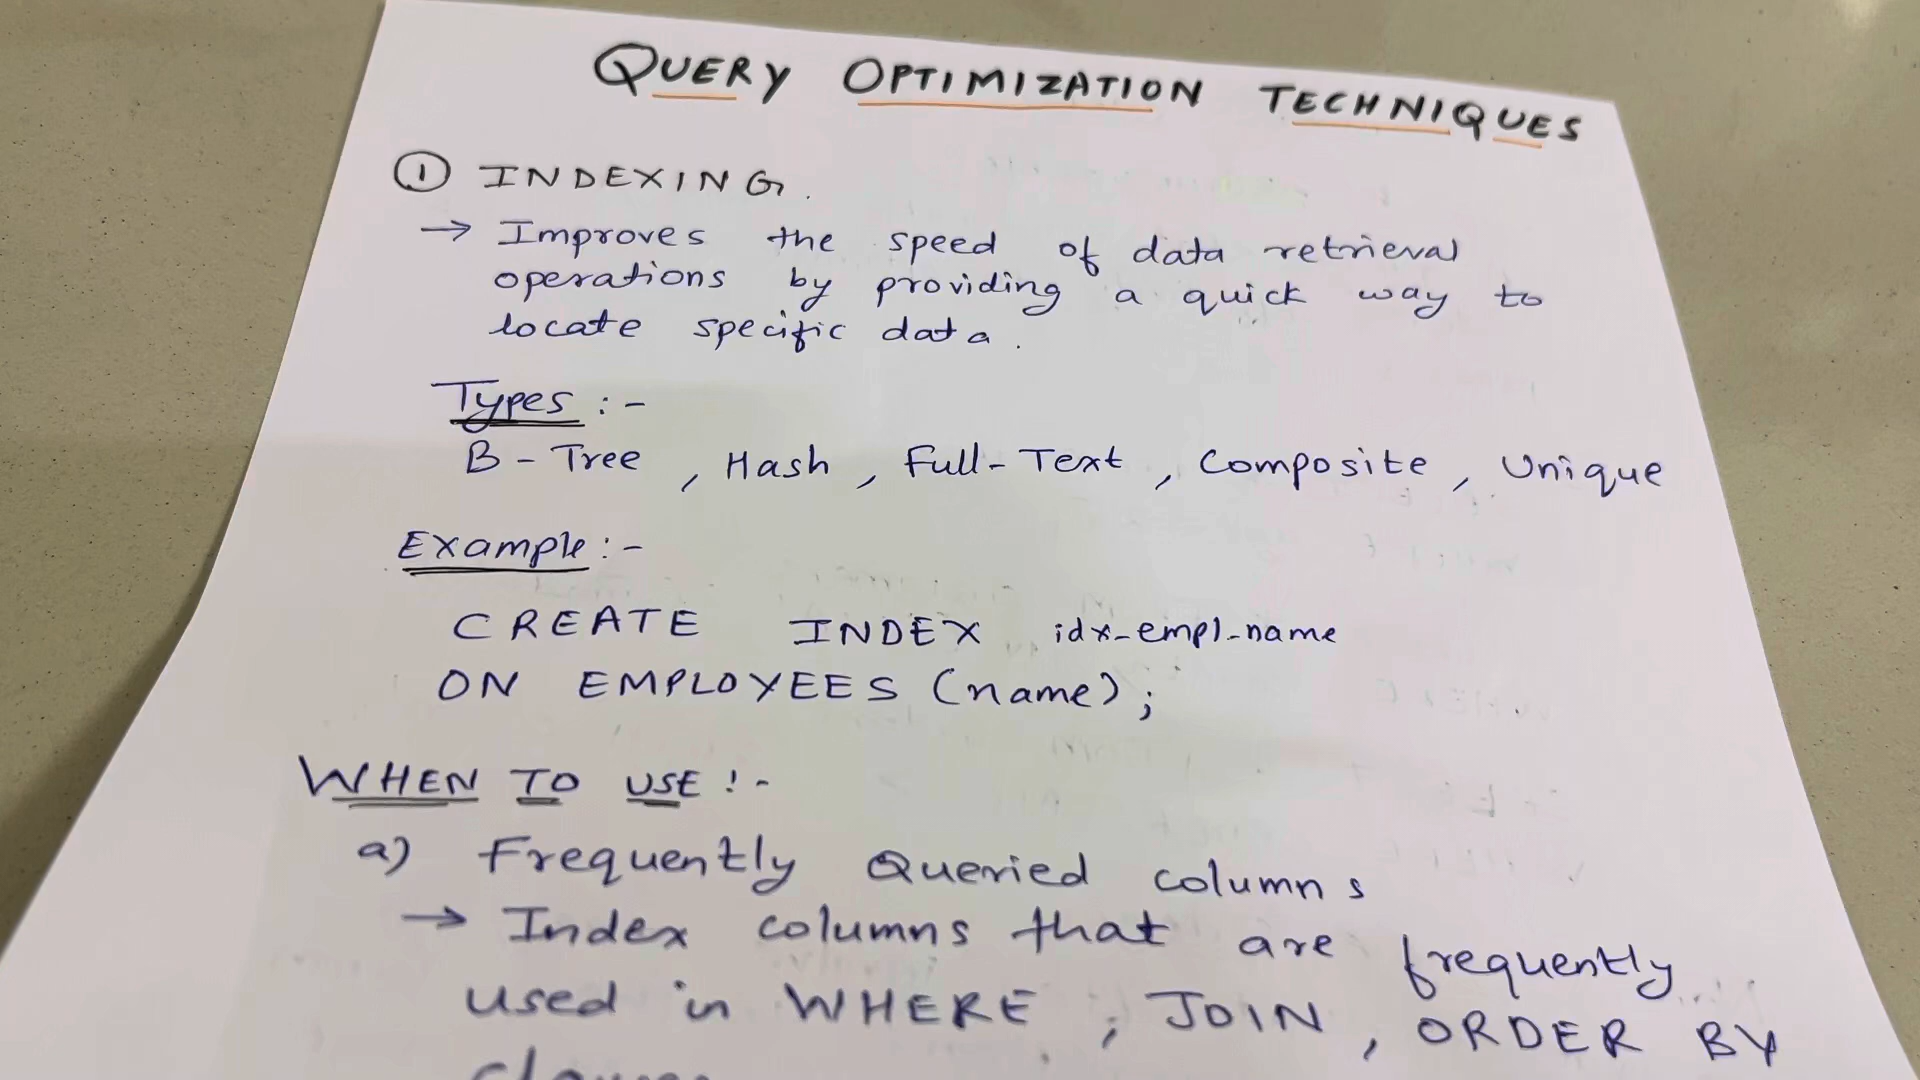 QUERY OPTIMIZATION TECHNIQUES
① INDEXING.
→ Improves the speed of data retrieval
operations by providing a quick way to
locate specific data.
Types :-
B-Tree, Hash, Full-Text, Composite, Unique
Example :-
CREATE INDEX idx_empl_name
ON EMPLOYEES (name);
WHEN TO USE :-
a) Frequently Queried columns
→ Index columns that are frequently
used in WHERE, JOIN, ORDER BY